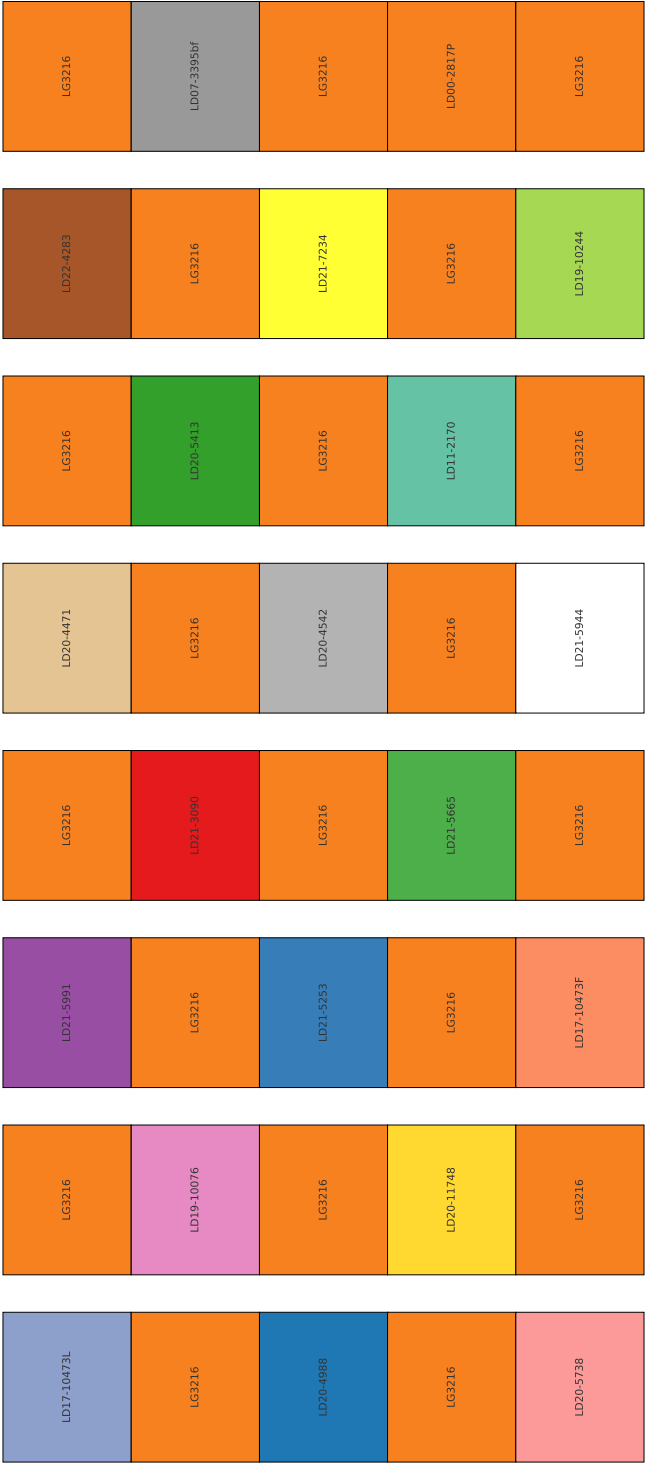 LG3216
LD07-3395bf
LG3216
LD00-2817P
LG3216
LD22-4283
LG3216
LD21-7234
LG3216
LD19-10244
LG3216
LD20-5413
LG3216
LD11-2170
LG3216
LD20-4471
LG3216
LD20-4542
LG3216
LD21-5944
LG3216
LD21-3090
LG3216
LD21-5665
LG3216
LD21-5991
LG3216
LD21-5253
LG3216
LD17-10473F
LG3216
LD19-10076
LG3216
LD20-11748
LG3216
LD17-10473L
LG3216
LD20-4988
LG3216
LD20-5738